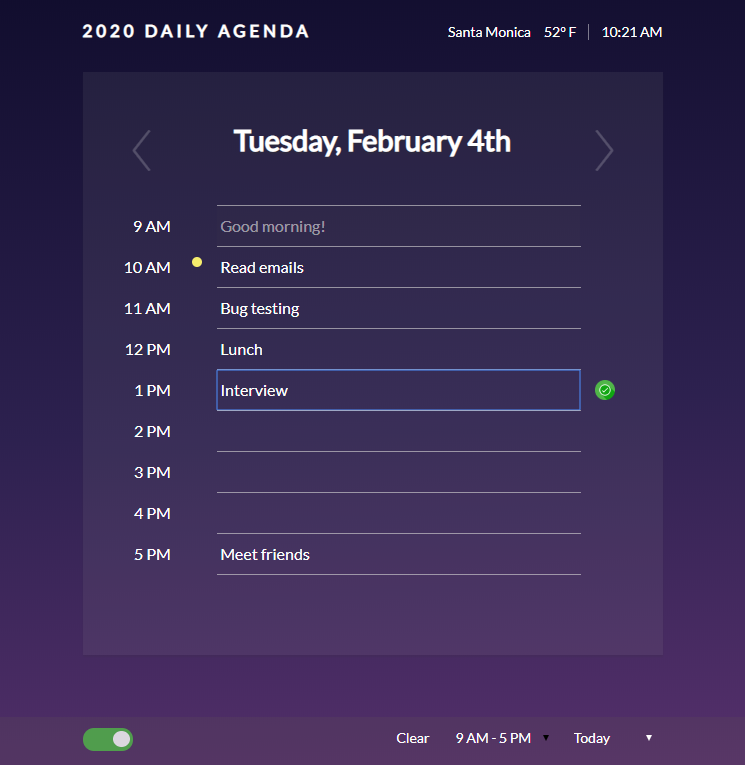 2020 DAILY AGENDA
Santa Monica 52° F 10:21 AM
Tuesday, February 4th
9 AM Good morning!
10 AM Read emails
11 AM Bug testing
12 PM Lunch
1 PM Interview
2 PM
3 PM
4 PM
5 PM Meet friends
Clear 9 AM - 5 PM Today